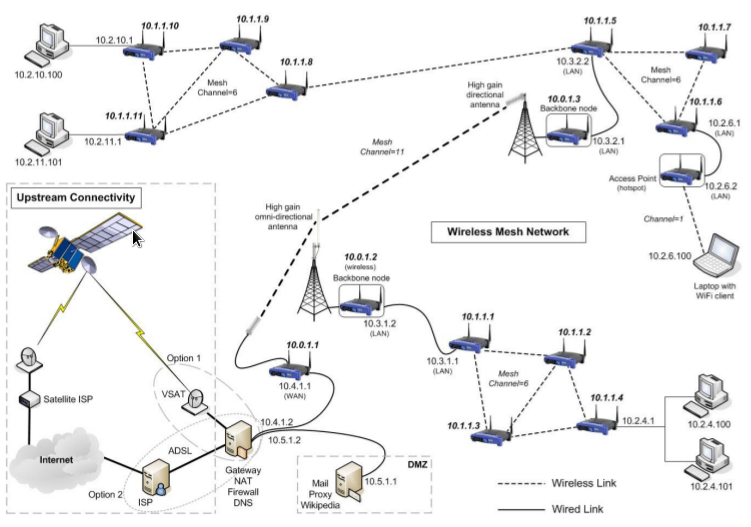 10.1.1.10
10.1.1.9
10.1.1.5
10.2.10.1
10.1.1.8
10.1.1.7
10.2.10.100
Mesh
Channel=6
10.3.2.2
(LAN)
Mesh
Channel=6
High gain
directional
antenna
10.0.1.3
Backbone node
10.1.1.6
10.1.1.11
10.2.6.1
(LAN)
10.2.11.1
10.2.11.101
10.3.2.1
(LAN)
Mesh
Channel=11
Access Point
(hotspot)
10.2.6.2
(LAN)
Upstream Connectivity
High gain
omni-directional
antenna
Channel=1
Wireless Mesh Network
10.0.1.2
(wireless)
Backbone node
10.2.6.100
Laptop with
WiFi client
10.3.1.2
(LAN)
10.1.1.1
10.1.1.2
10.0.1.1
10.3.1.1
(LAN)
Option 1
Mesh
Channel=6
10.4.1.1
(WAN)
Satellite ISP
VSAT
10.1.1.4
10.1.1.3
10.2.4.1
10.2.4.100
10.4.1.2
10.5.1.2
ADSL
Internet
Gateway
NAT
Firewall
DNS
DMZ
10.2.4.101
Mail
Proxy
Wikipedia
10.5.1.1
Option 2
ISP
Wireless Link
Wired Link